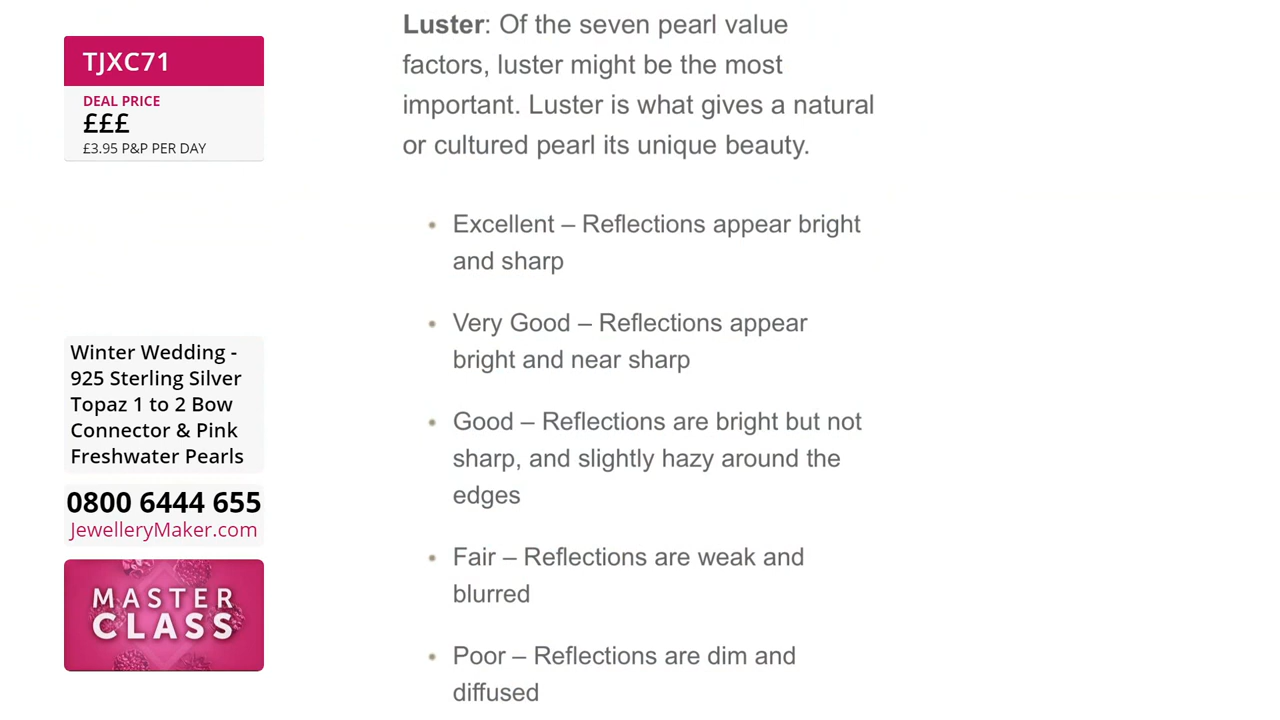 TJXC71
DEAL PRICE
£££
£3.95 P&P PER DAY
Winter Wedding -
925 Sterling Silver
Topaz 1 to 2 Bow
Connector & Pink
Freshwater Pearls
0800 6444 655
JewelleryMaker.com
MASTER
CLASS
Luster: Of the seven pearl value
factors, luster might be the most
important. Luster is what gives a natural
or cultured pearl its unique beauty.
• Excellent – Reflections appear bright
and sharp
• Very Good – Reflections appear
bright and near sharp
• Good – Reflections are bright but not
sharp, and slightly hazy around the
edges
• Fair – Reflections are weak and
blurred
• Poor – Reflections are dim and
diffused